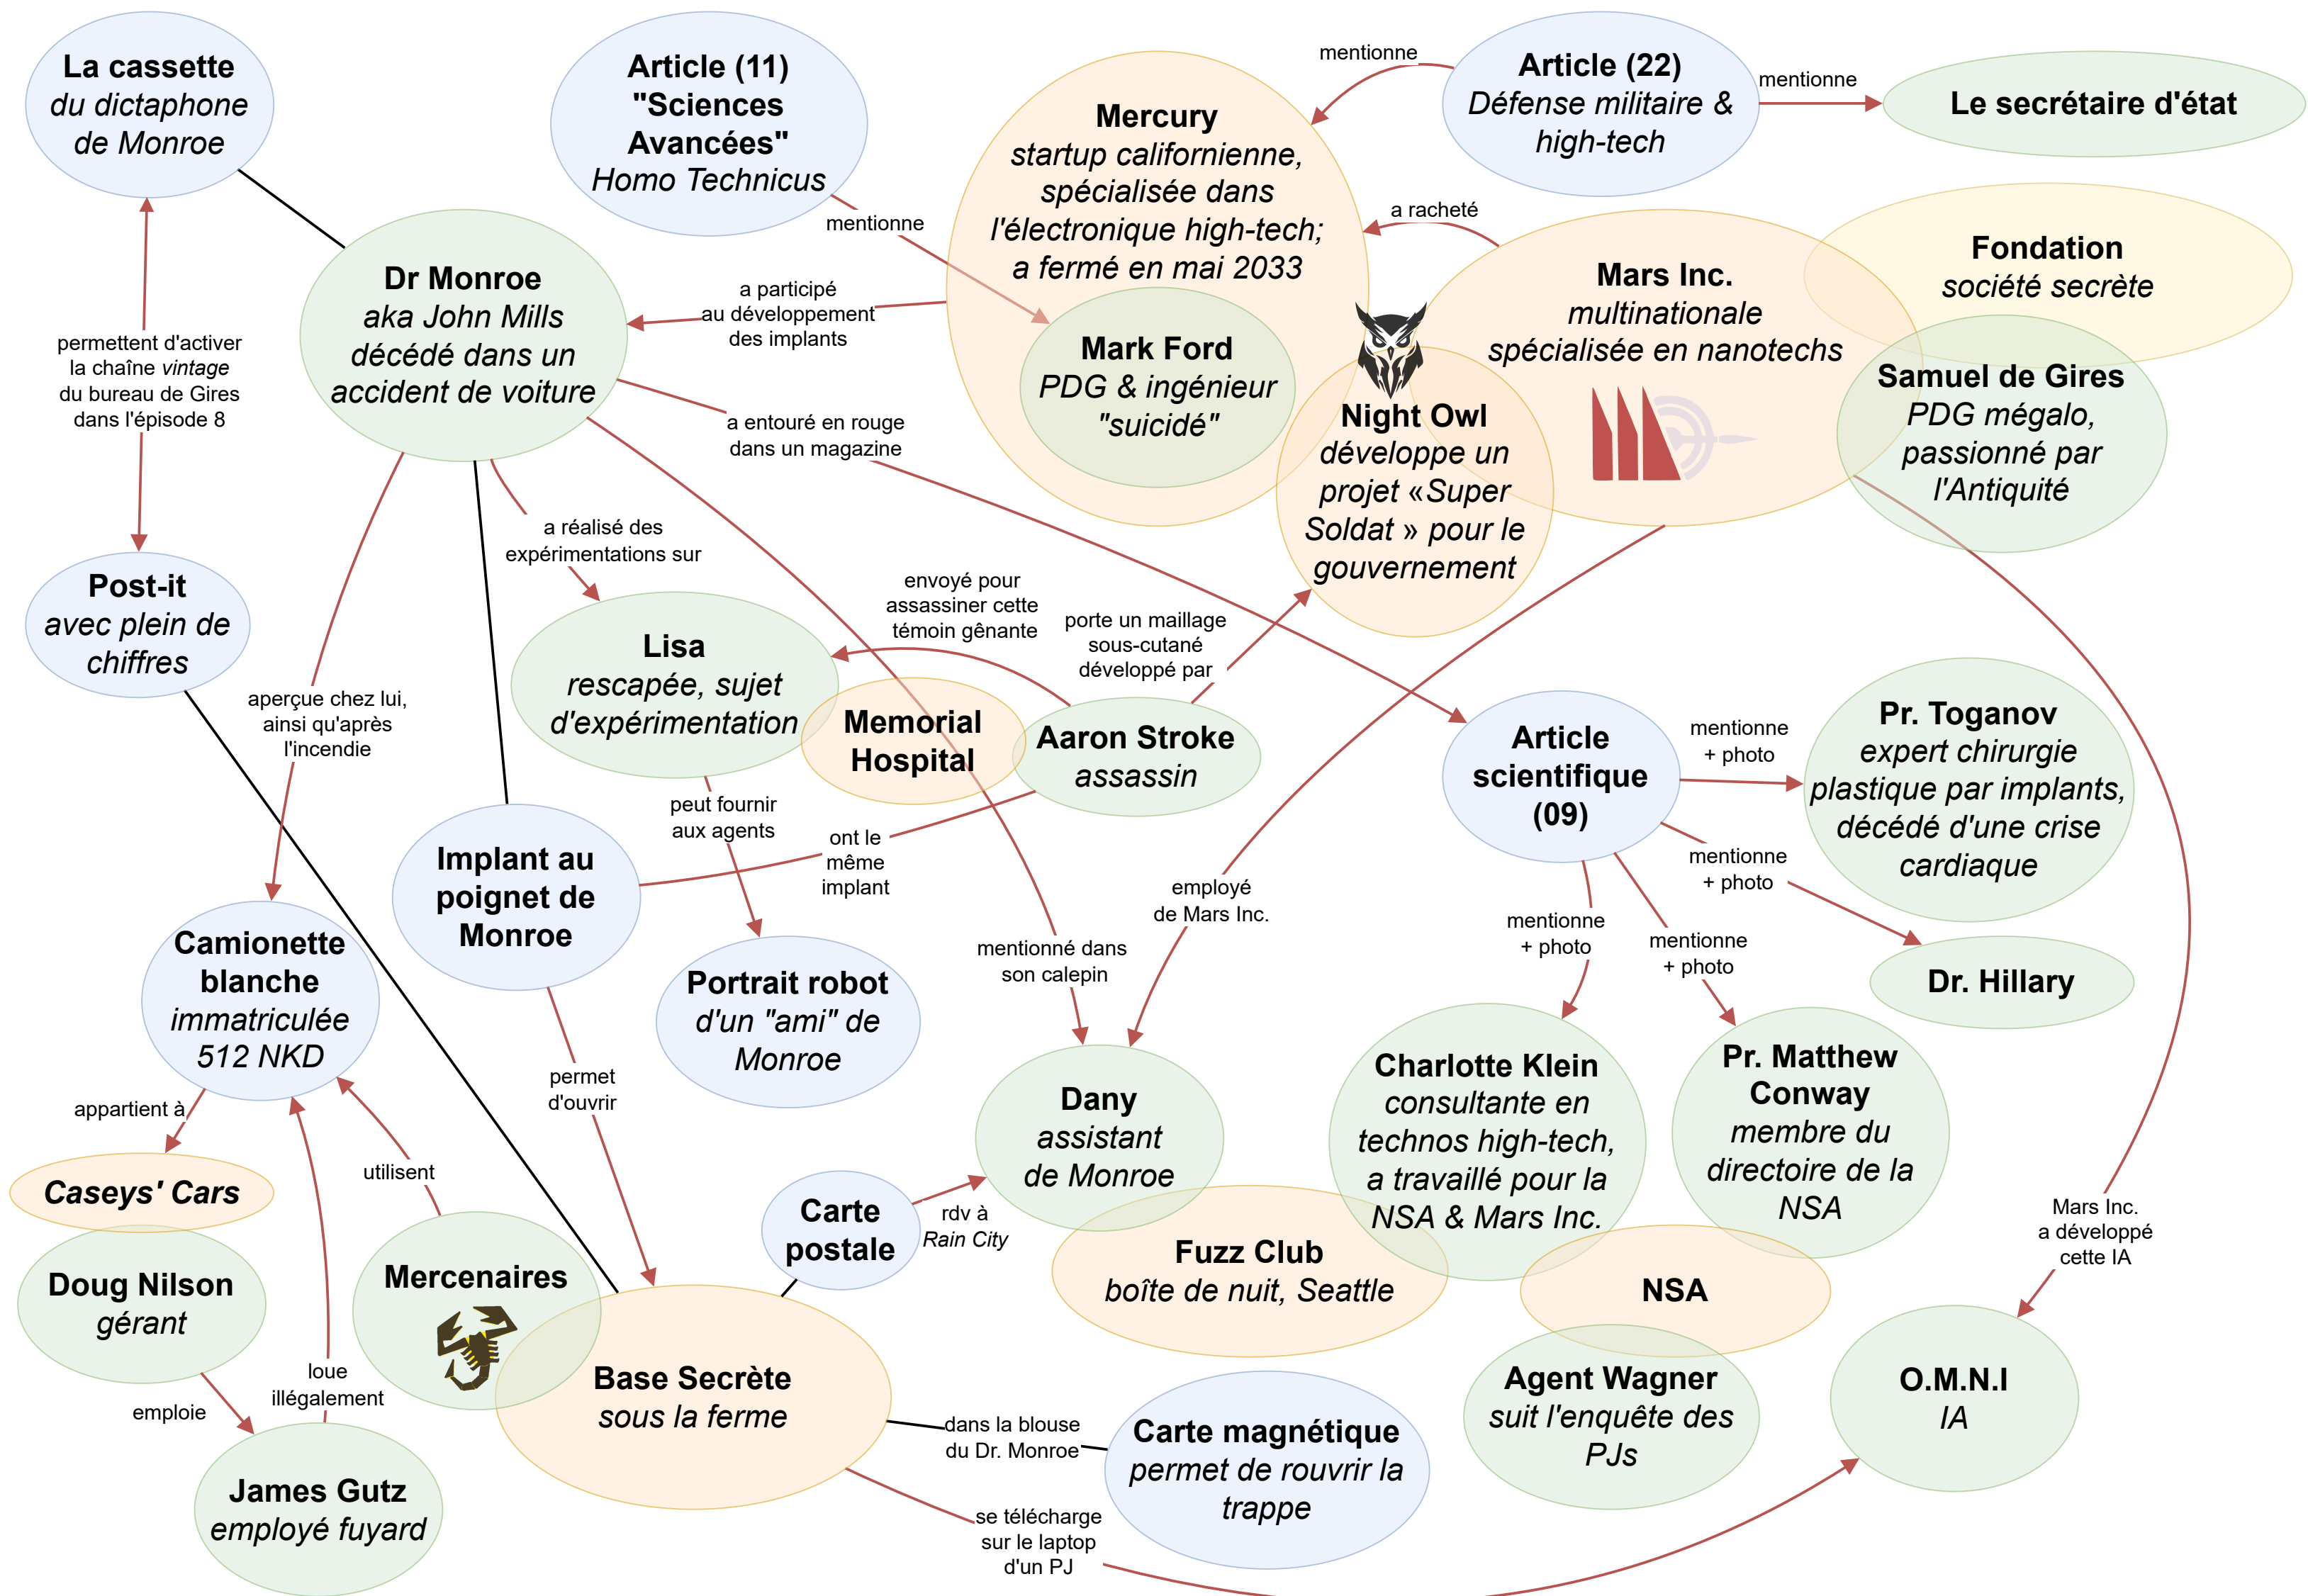 La cassette
du dictaphone
de Monroe
Article (11)
"Sciences
Avancées"
Homo Technicus
mentionne
Article (22)
Défense militaire &
high-tech
mentionne
Le secrétaire d'état
Mercury
startup californienne,
spécialisée dans
l'électronique high-tech;
a fermé en mai 2033
mentionne
a racheté
Fondation
société secrète
Mars Inc.
multinationale
spécialisée en nanotechs
Dr Monroe
aka John Mills
décédé dans un
accident de voiture
a participé
au développement
des implants
Mark Ford
PDG & ingénieur
"suicidé"
Samuel de Gires
PDG mégalo,
passionné par
l'Antiquité
permettent d'activer
la chaîne vintage
du bureau de Gires
dans l'épisode 8
a entouré en rouge
dans un magazine
Night Owl
développe un
projet «Super
Soldat » pour le
gouvernement
a réalisé des
expérimentations sur
Post-it
avec plein de
chiffres
envoyé pour
assassiner cette
témoin gênante
porte un maillage
sous-cutané
développé par
Lisa
rescapée, sujet
d'expérimentation
aperçue chez lui,
ainsi qu'après
l'incendie
Memorial
Hospital
Aaron Stroke
assassin
Article
scientifique
(09)
mentionne
+ photo
Pr. Toganov
expert chirurgie
plastique par implants,
décédé d'une crise
cardiaque
peut fournir
aux agents
ont le
même
implant
Implant au
poignet de
Monroe
mentionne
+ photo
employé
de Mars Inc.
mentionne
+ photo
mentionne
+ photo
Camionette
blanche
immatriculée
512 NKD
Portrait robot
d'un "ami" de
Monroe
mentionné dans
son calepin
Dr. Hillary
permet
d'ouvrir
Dany
assistant
de Monroe
Charlotte Klein
consultante en
technos high-tech,
a travaillé pour la
NSA & Mars Inc.
Pr. Matthew
Conway
membre du
directoire de la
NSA
appartient à
utilisent
Caseys' Cars
Carte
postale
rdv à
Rain City
Mars Inc.
a développé
cette IA
Doug Nilson
gérant
Mercenaires
Fuzz Club
boîte de nuit, Seattle
NSA
loue
illégalement
emploie
Base Secrète
sous la ferme
dans la blouse
du Dr. Monroe
Carte magnétique
permet de rouvrir la
trappe
Agent Wagner
suit l'enquête des
PJs
O.M.N.I
IA
James Gutz
employé fuyard
se télécharge
sur le laptop
d'un PJ